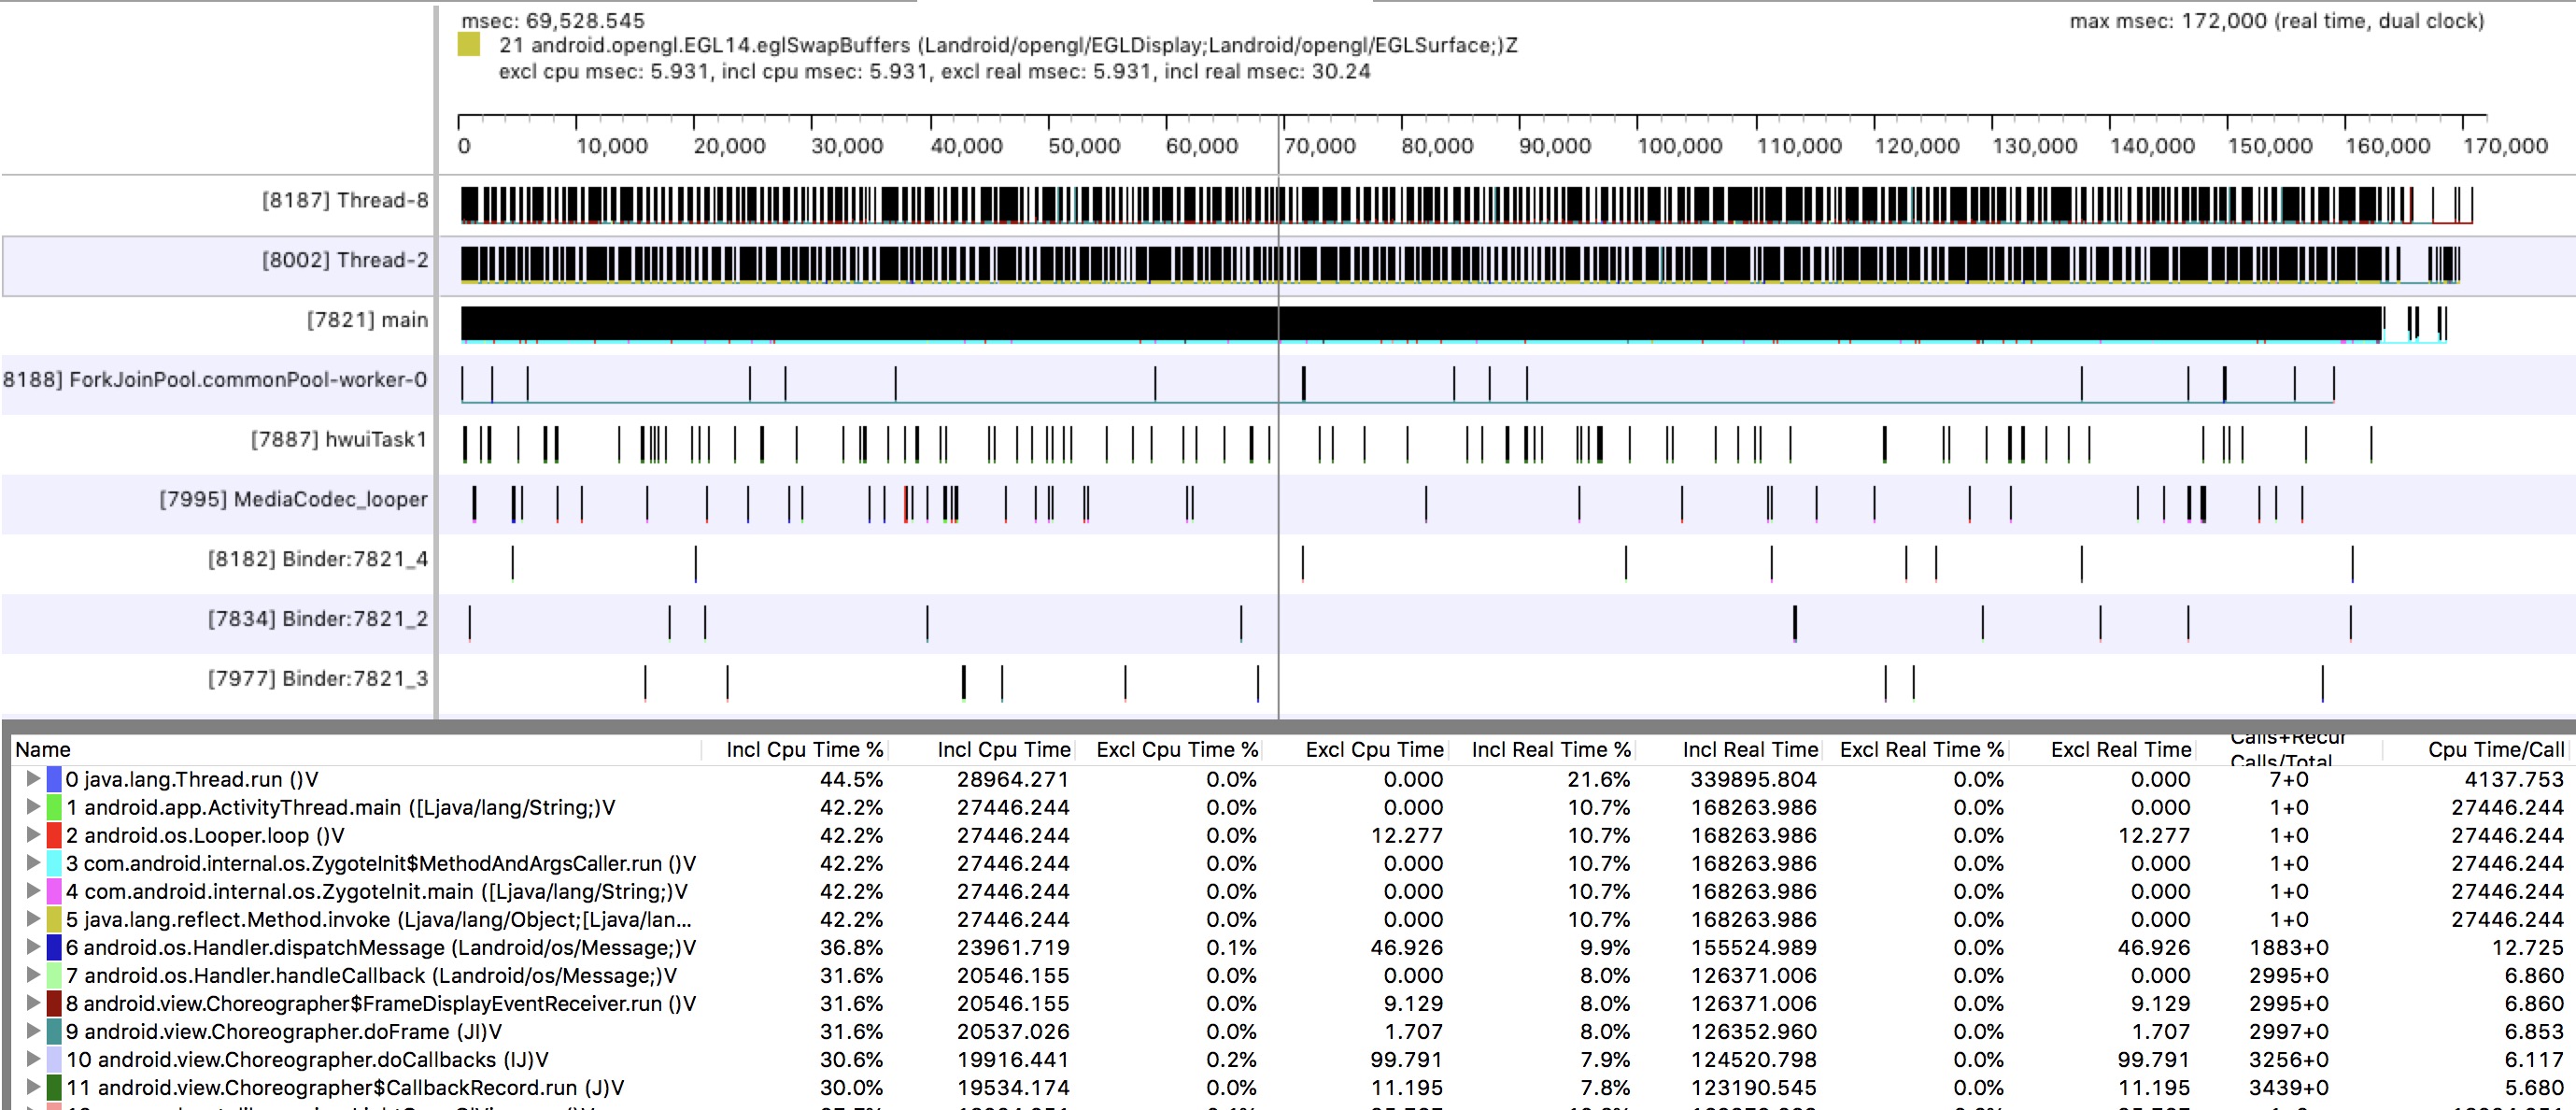 msec: 69,528.545
max msec: 172,000 (real time, dual clock)
21 android.opengl.EGL14.eglSwapBuffers (Landroid/opengl/EGLDisplay;Landroid/opengl/EGLSurface;)Z
excl cpu msec: 5.931, incl cpu msec: 5.931, excl real msec: 5.931, incl real msec: 30.24
0 10,000 20,000 30,000 40,000 50,000 60,000 70,000 80,000 90,000 100,000 110,000 120,000 130,000 140,000 150,000 160,000 170,000
[8187] Thread-8
[8002] Thread-2
[7821] main
8188] ForkJoinPool.commonPool-worker-0
[7887] hwuiTask1
[7995] MediaCodec_looper
[8182] Binder:7821_4
[7834] Binder:7821_2
[7977] Binder:7821_3
Name Incl Cpu Time % Incl Cpu Time Excl Cpu Time % Excl Cpu Time Incl Real Time % Incl Real Time Excl Real Time % Excl Real Time Calls+Recur Calls/Total Cpu Time/Call
0 java.lang.Thread.run ()V 44.5% 28964.271 0.0% 0.000 21.6% 339895.804 0.0% 0.000 7+0 4137.753
1 android.app.ActivityThread.main ([Ljava/lang/String;)V 42.2% 27446.244 0.0% 0.000 10.7% 168263.986 0.0% 0.000 1+0 27446.244
2 android.os.Looper.loop ()V 42.2% 27446.244 0.0% 12.277 10.7% 168263.986 0.0% 12.277 1+0 27446.244
3 com.android.internal.os.ZygoteInit$MethodAndArgsCaller.run ()V 42.2% 27446.244 0.0% 0.000 10.7% 168263.986 0.0% 0.000 1+0 27446.244
4 com.android.internal.os.ZygoteInit.main ([Ljava/lang/String;)V 42.2% 27446.244 0.0% 0.000 10.7% 168263.986 0.0% 0.000 1+0 27446.244
5 java.lang.reflect.Method.invoke (Ljava/lang/Object;[Ljava/lan... 42.2% 27446.244 0.0% 0.000 10.7% 168263.986 0.0% 0.000 1+0 27446.244
6 android.os.Handler.dispatchMessage (Landroid/os/Message;)V 36.8% 23961.719 0.1% 46.926 9.9% 155524.989 0.0% 46.926 1883+0 12.725
7 android.os.Handler.handleCallback (Landroid/os/Message;)V 31.6% 20546.155 0.0% 0.000 8.0% 126371.006 0.0% 0.000 2995+0 6.860
8 android.view.Choreographer$FrameDisplayEventReceiver.run ()V 31.6% 20546.155 0.0% 9.129 8.0% 126371.006 0.0% 9.129 2995+0 6.860
9 android.view.Choreographer.doFrame (JI)V 31.6% 20537.026 0.0% 1.707 8.0% 126352.960 0.0% 1.707 2997+0 6.853
10 android.view.Choreographer.doCallbacks (IJ)V 30.6% 19916.441 0.2% 99.791 7.9% 124520.798 0.0% 99.791 3256+0 6.117
11 android.view.Choreographer$CallbackRecord.run (J)V 30.0% 19534.174 0.0% 11.195 7.8% 123190.545 0.0% 11.195 3439+0 5.680